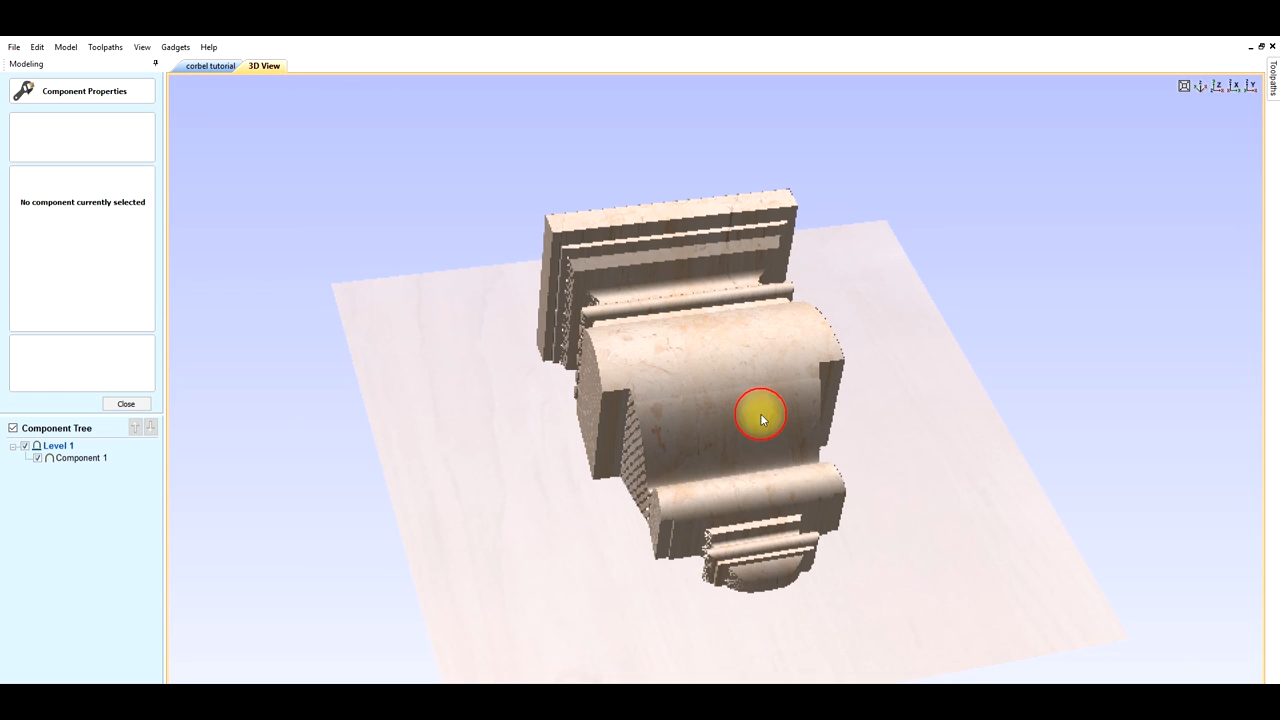 File Edit Model Toolpaths View Gadgets Help
Modeling
corbel tutorial 3D View
Toolpaths
Component Properties
No component currently selected
Close
Component Tree
Level 1
Component 1